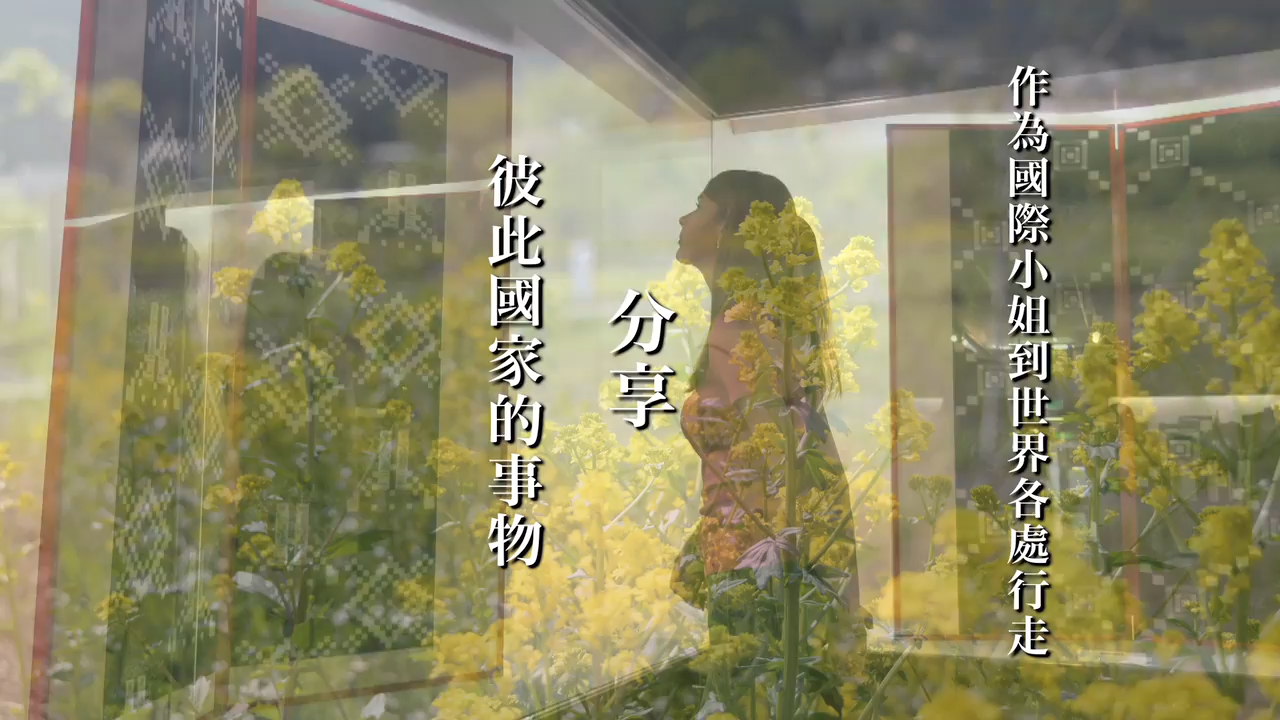 作為國際小姐到世界各處行走
分享
彼此國家的事物